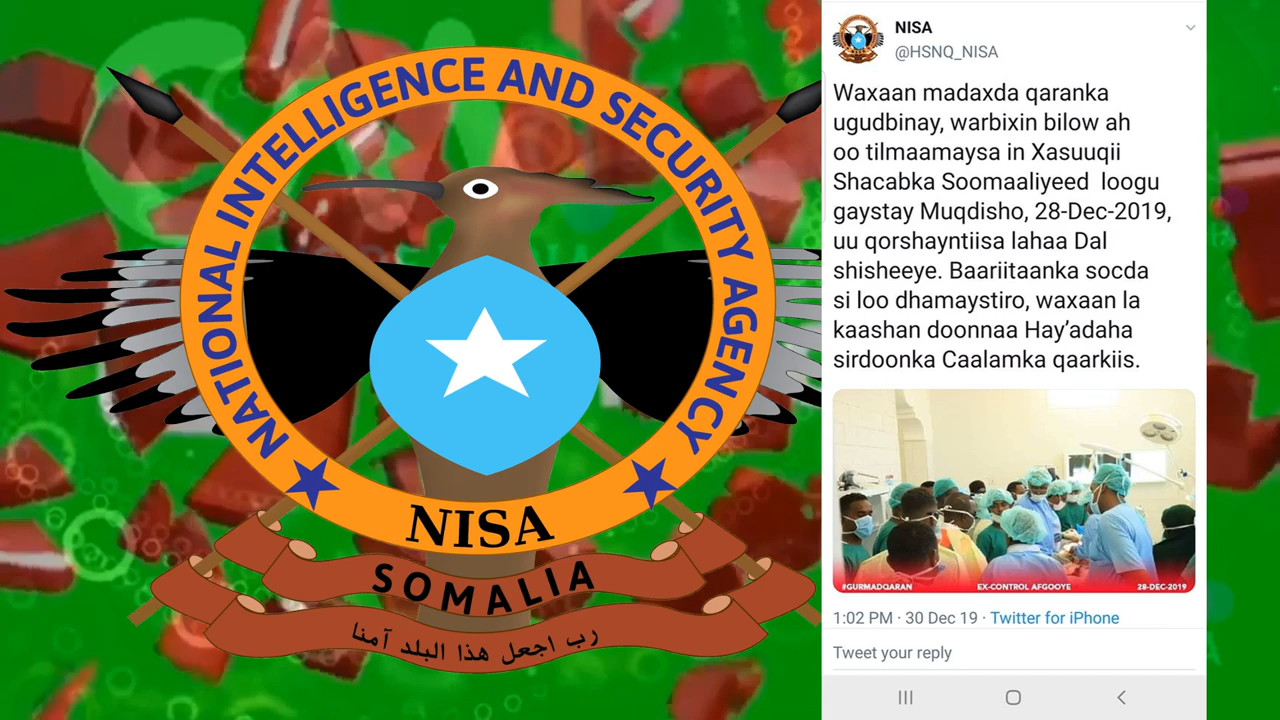 NATIONAL INTELLIGENCE AND SECURITY AGENCY
NISA
SOMALIA
رب اجعل هذا البلد آمنا
NISA
@HSNQ_NISA
Waxaan madaxda qaranka
ugudbinay, warbixin bilow ah
oo tilmaamaysa in Xasuuqii
Shacabka Soomaaliyeed loogu
gaystay Muqdisho, 28-Dec-2019,
uu qorshayntiisa lahaa Dal
shisheeye. Baariitaanka socda
si loo dhamaystiro, waxaan la
kaashan doonnaa Hay’adaha
sirdoonka Caalamka qaarkiis.
#GURMADQARAN EX-CONTROL AFGOOYE 28-DEC-2019
1:02 PM · 30 Dec 19 · Twitter for iPhone
Tweet your reply